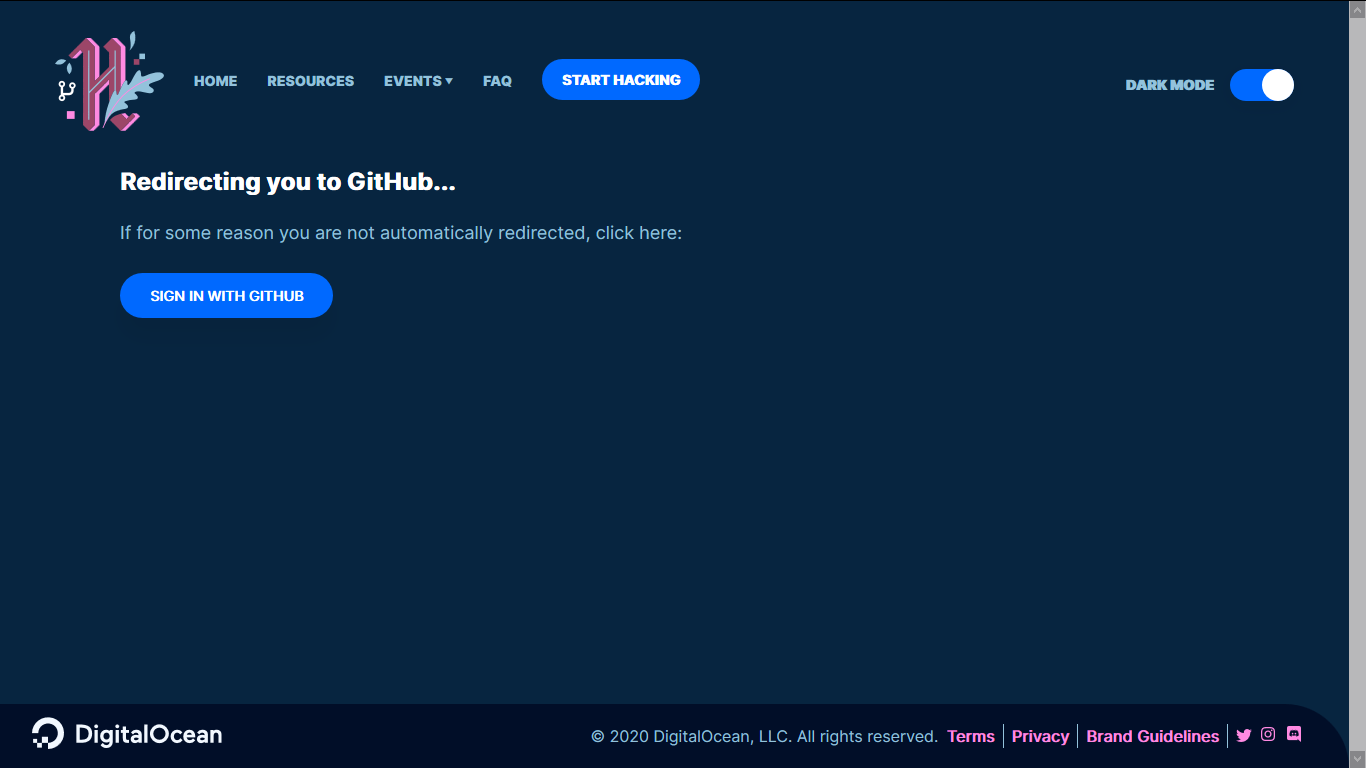 HOME RESOURCES EVENTS FAQ START HACKING DARK MODE
Redirecting you to GitHub...
If for some reason you are not automatically redirected, click here:
SIGN IN WITH GITHUB
DigitalOcean © 2020 DigitalOcean, LLC. All rights reserved. Terms Privacy Brand Guidelines